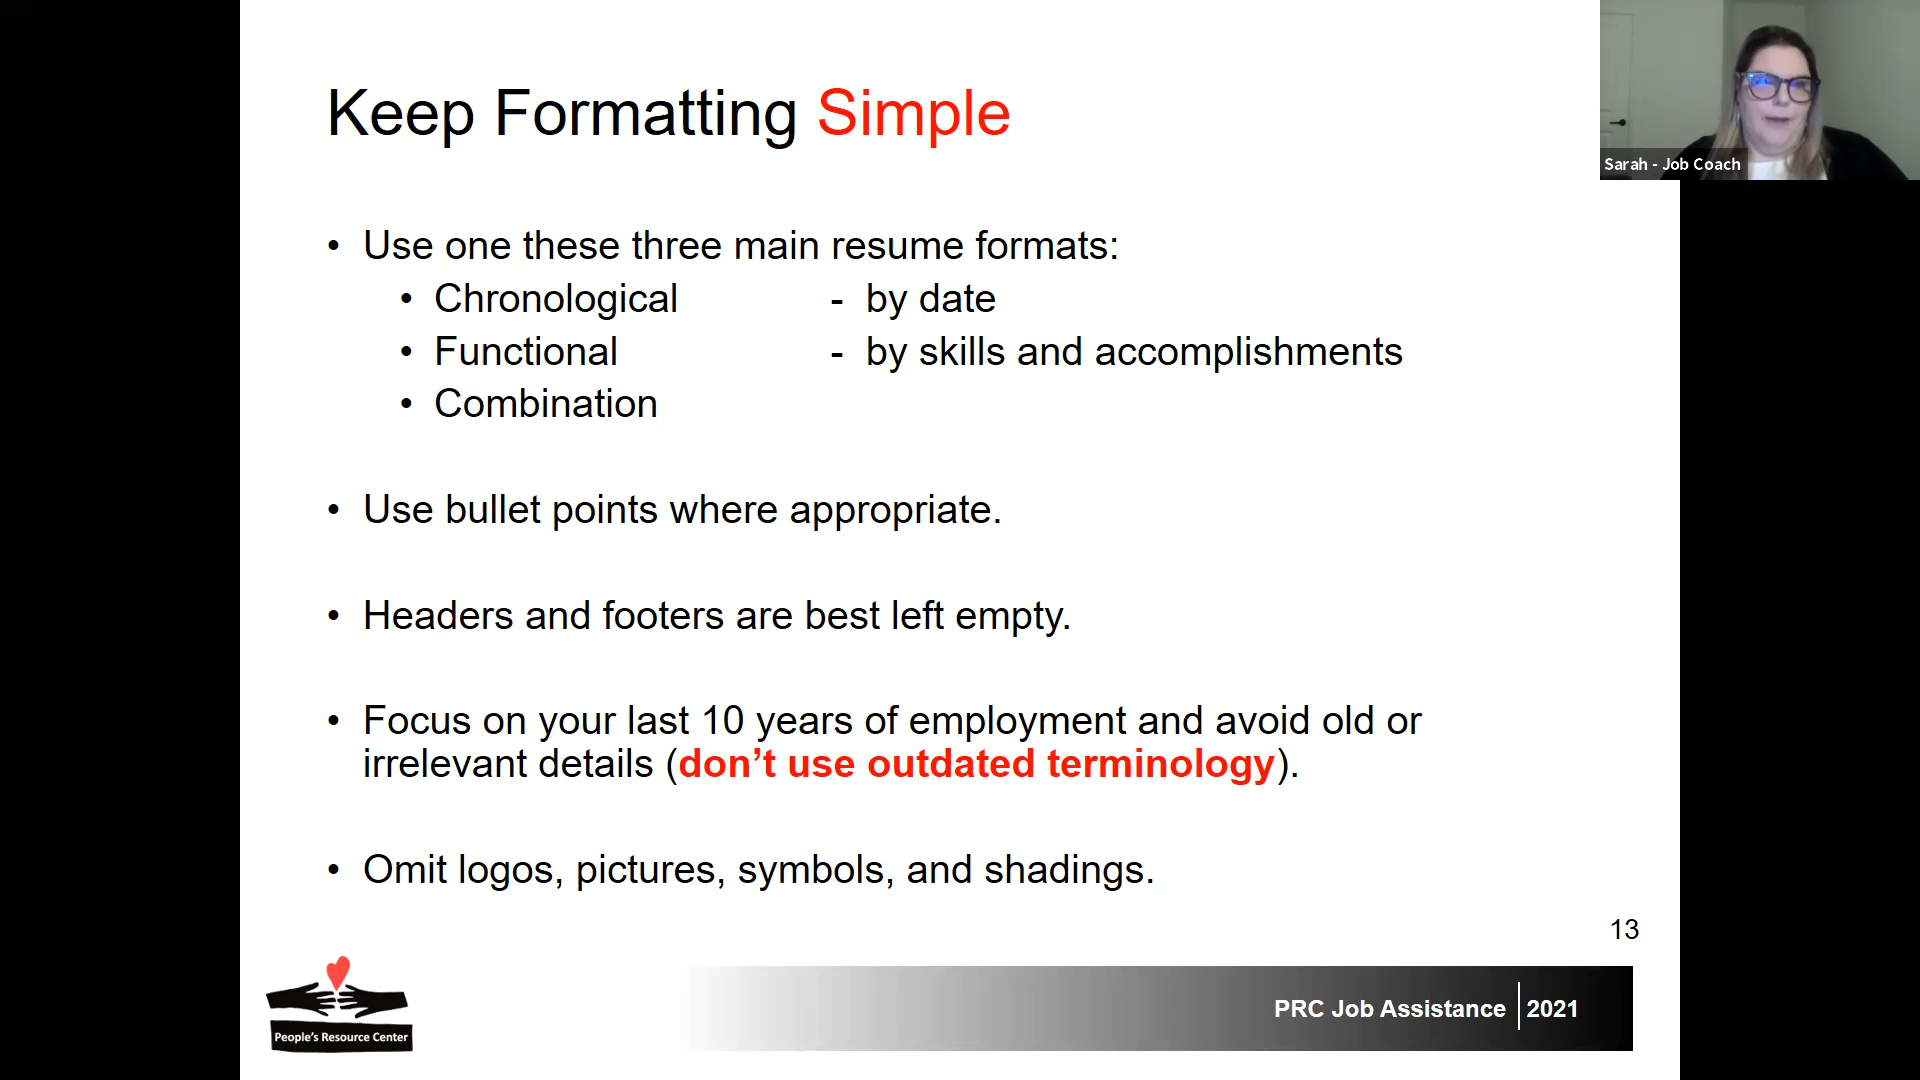 Keep Formatting Simple
Sarah - Job Coach
• Use one these three main resume formats:
• Chronological - by date
• Functional - by skills and accomplishments
• Combination
• Use bullet points where appropriate.
• Headers and footers are best left empty.
• Focus on your last 10 years of employment and avoid old or
irrelevant details (don’t use outdated terminology).
• Omit logos, pictures, symbols, and shadings.
13
People’s Resource Center
PRC Job Assistance | 2021